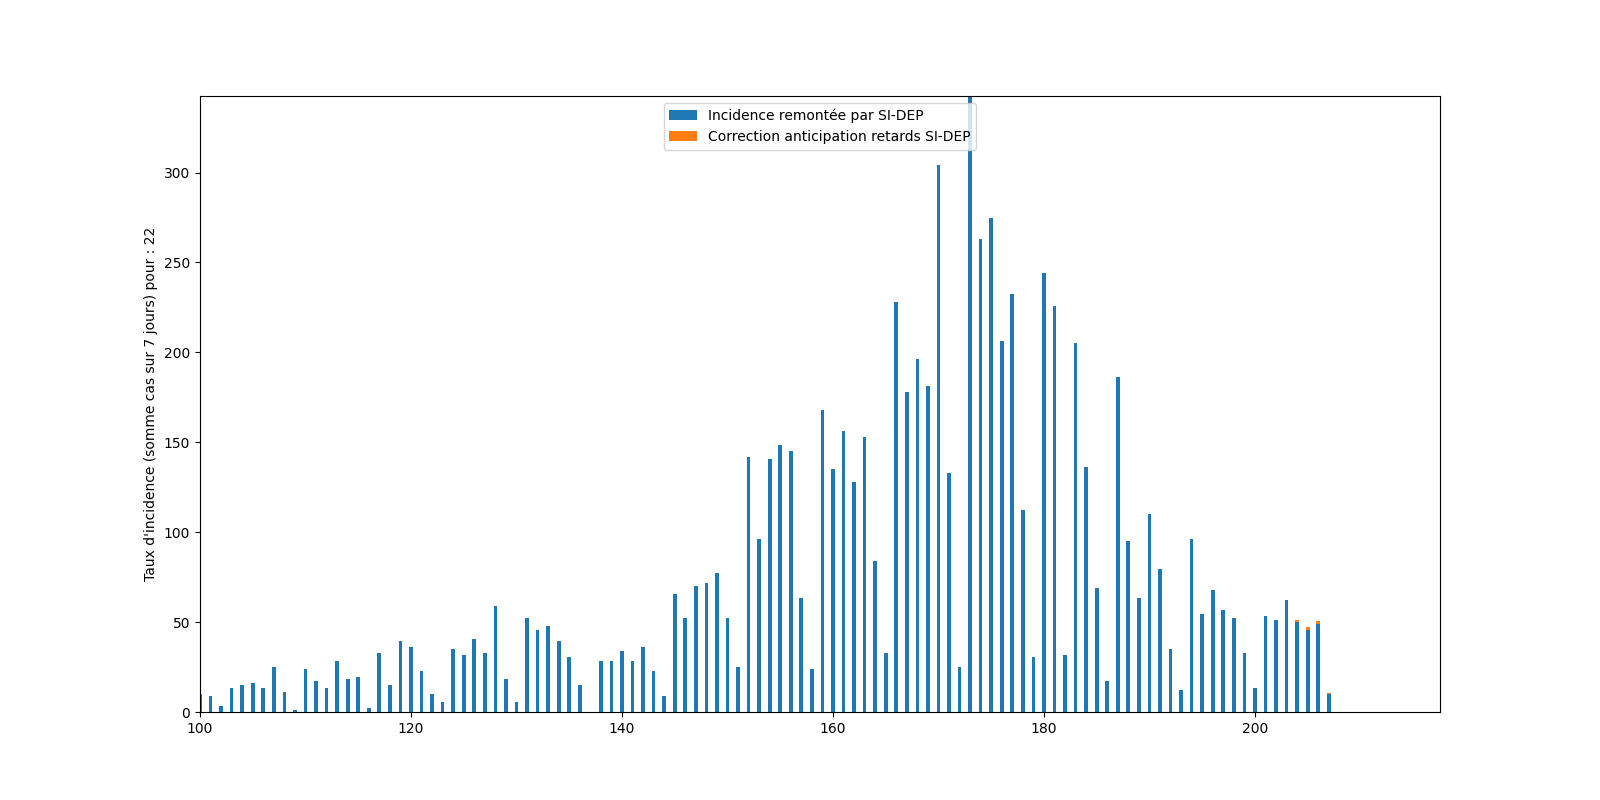 Incidence remontée par SI-DEP
Correction anticipation retards SI-DEP
Taux d'incidence (somme cas sur 7 jours) pour : 22
300
250
200
150
100
50
0
100 120 140 160 180 200